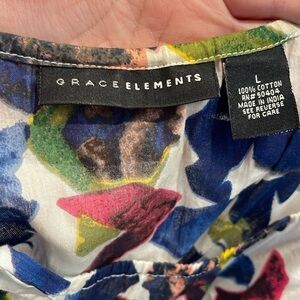 GRACE ELEMENTS
L
100% COTTON
RN# 50404
MADE IN INDIA
SEE REVERSE
FOR CARE